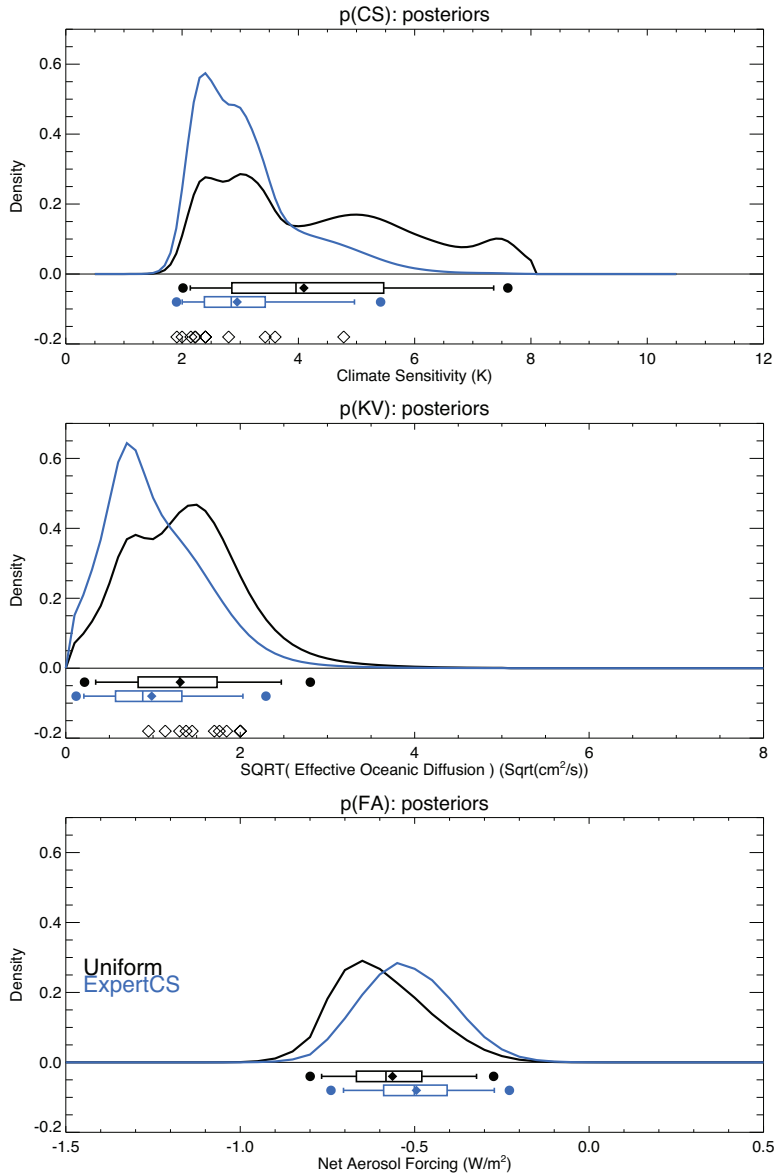 p(CS): posteriors
0.6
0.4
0.2
0.0
-0.2
Density
0 2 4 6 8 10 12
Climate Sensitivity (K)
p(KV): posteriors
0.6
0.4
0.2
0.0
-0.2
Density
0 2 4 6 8
SQRT( Effective Oceanic Diffusion ) (Sqrt(cm²/s))
p(FA): posteriors
0.6
0.4
0.2
0.0
-0.2
Density
Uniform
ExpertCS
-1.5 -1.0 -0.5 0.0 0.5
Net Aerosol Forcing (W/m²)